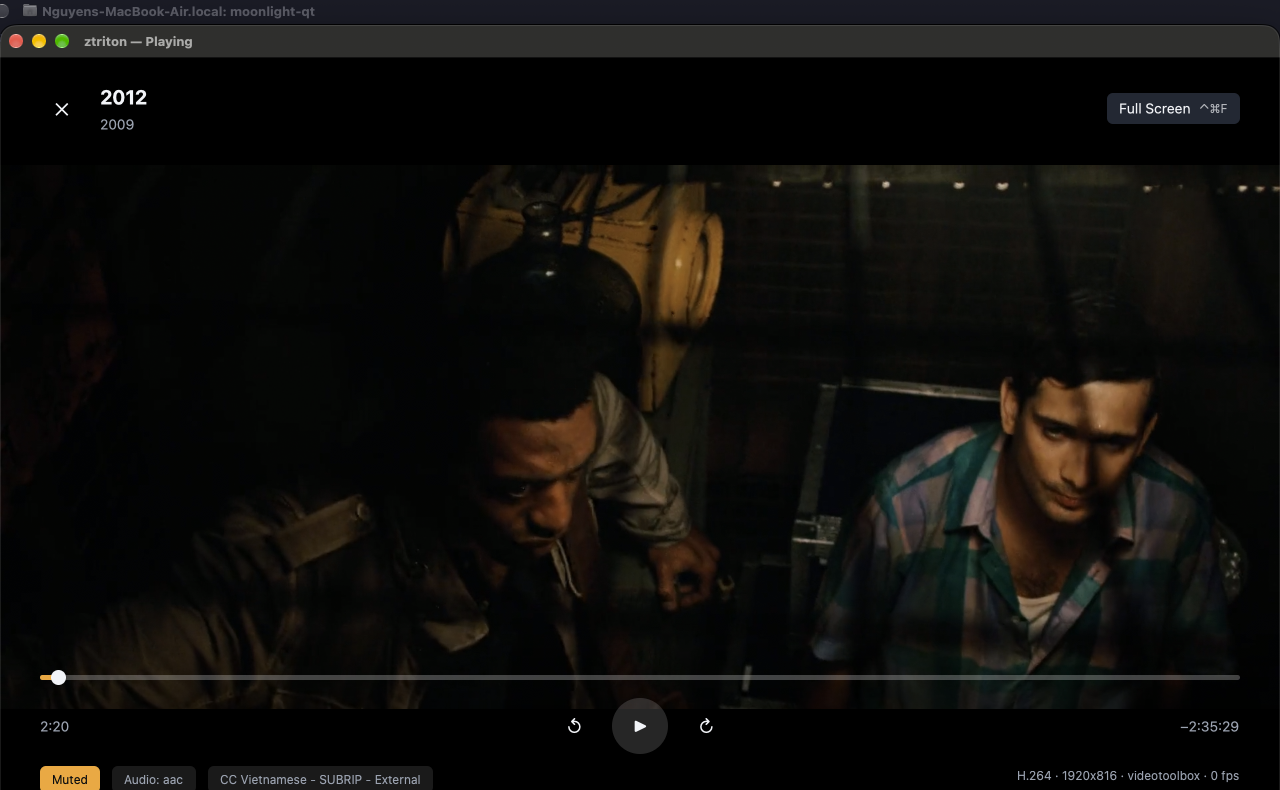 Nguyens-MacBook-Air.local: moonlight-qt
ztriton — Playing
2012
2009
Full Screen ^⌘F
2:20
–2:35:29
Muted
Audio: aac
CC Vietnamese - SUBRIP - External
H.264 · 1920x816 · videotoolbox · 0 fps